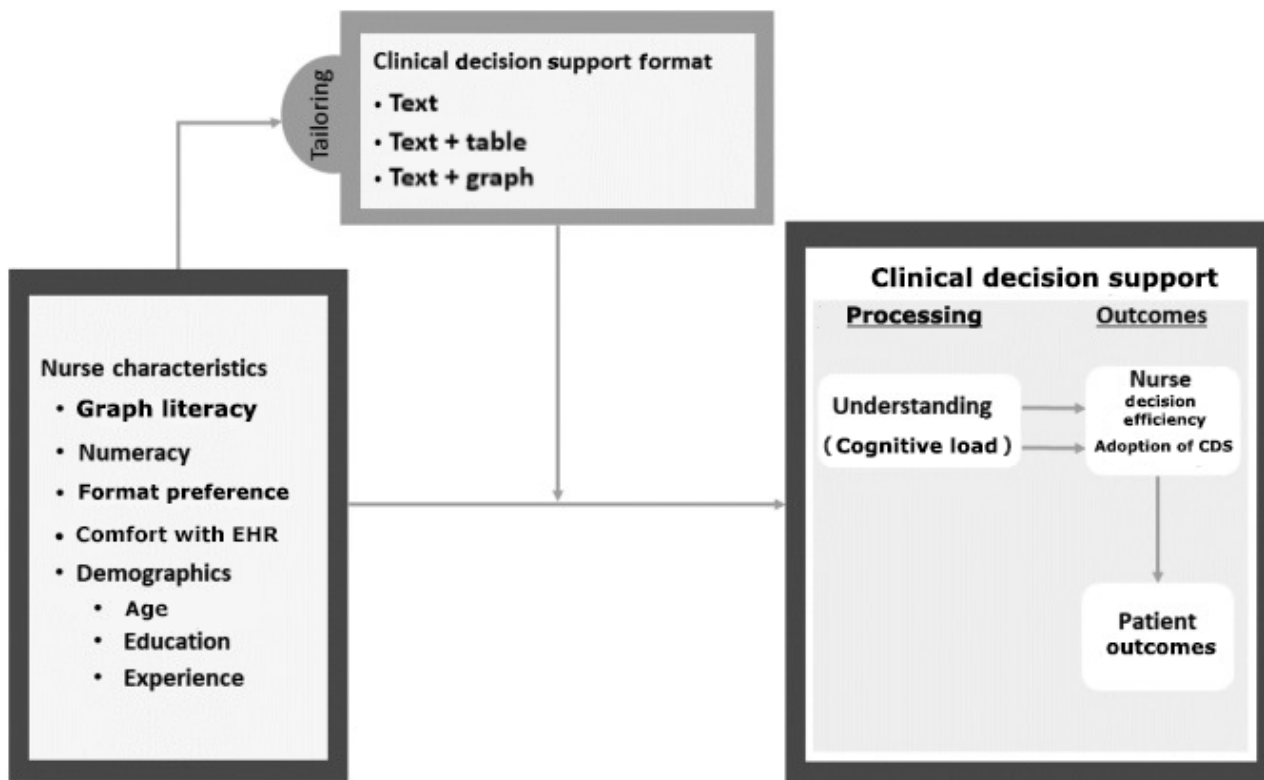 Tailoring
Clinical decision support format
• Text
• Text + table
• Text + graph
Nurse characteristics
• Graph literacy
• Numeracy
• Format preference
• Comfort with EHR
• Demographics
• Age
• Education
• Experience
Clinical decision support
Processing
Outcomes
Understanding
(Cognitive load)
Nurse
decision
efficiency
Adoption of CDS
Patient
outcomes